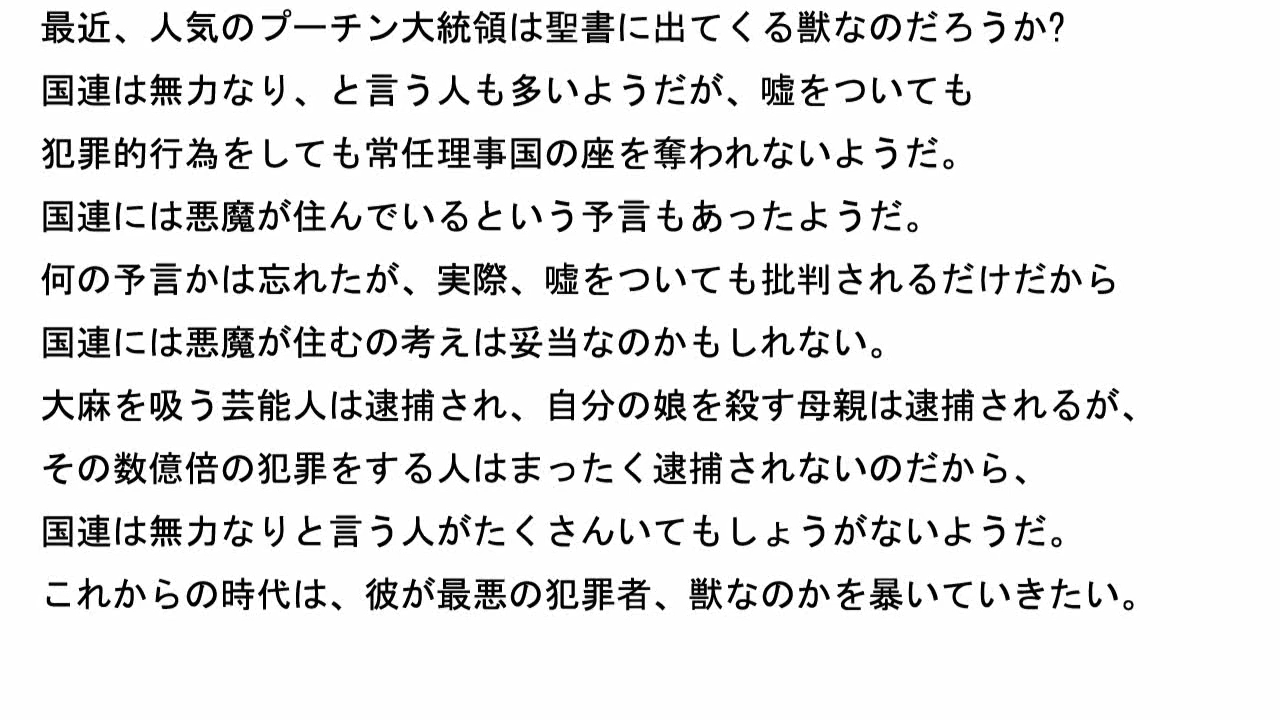 最近、人気のプーチン大統領は聖書に出てくる獣なのだろうか?
国連は無力なり、と言う人も多いようだが、嘘をついても
犯罪的行為をしても常任理事国の座を奪われないようだ。
国連には悪魔が住んでいるという予言もあったようだ。
何の予言かは忘れたが、実際、嘘をついても批判されるだけだから
国連には悪魔が住むの考えは妥当なのかもしれない。
大麻を吸う芸能人は逮捕され、自分の娘を殺す母親は逮捕されるが、
その数億倍の犯罪をする人はまったく逮捕されないのだから、
国連は無力なりと言う人がたくさんいてもしょうがないようだ。
これからの時代は、彼が最悪の犯罪者、獣なのかを暴いていきたい。